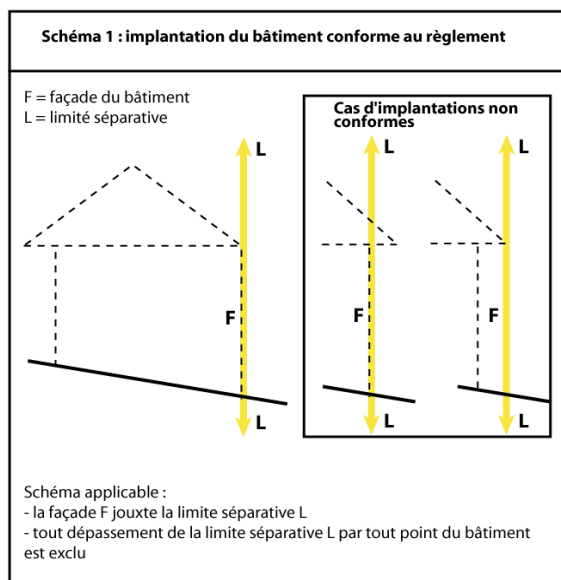 Schéma 1 : implantation du bâtiment conforme au règlement
F = façade du bâtiment
L = limité séparative
Cas d'implantations non
conformes
L
L
L
F
F
F
L
L
L
Schéma applicable :
- la façade F jouxte la limite séparative L
- tout dépassement de la limite séparative L par tout point du bâtiment
est exclu